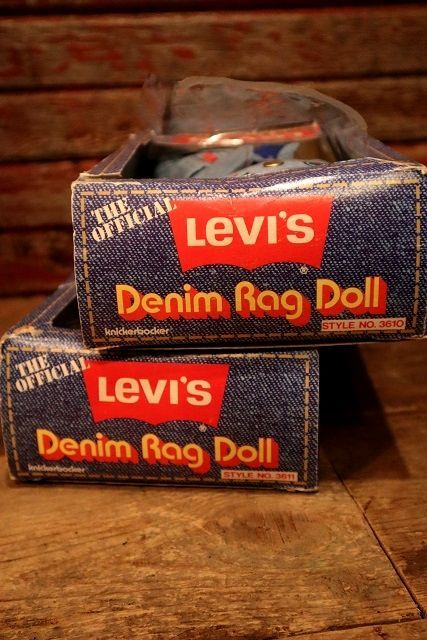 THE
OFFICIAL
LEVI'S
®
Denim Rag Doll
knickerbocker
STYLE NO. 3610
THE
OFFICIAL
LEVI'S
®
Denim Rag Doll
knickerbocker
STYLE NO. 3611